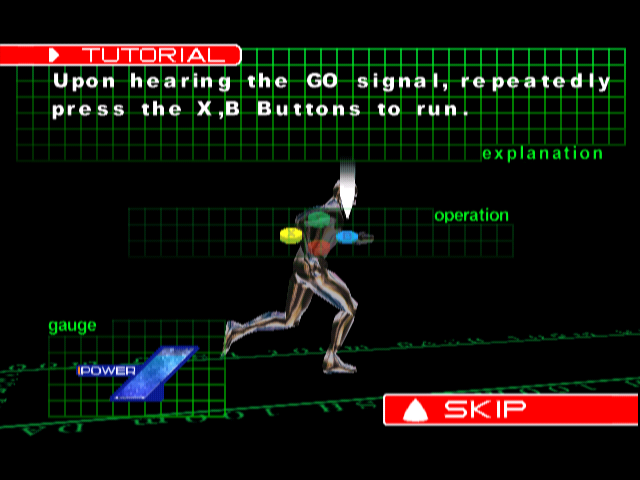 TUTORIAL
Upon hearing the GO signal, repeatedly
press the X,B Buttons to run.
explanation
operation
gauge
POWER
SKIP